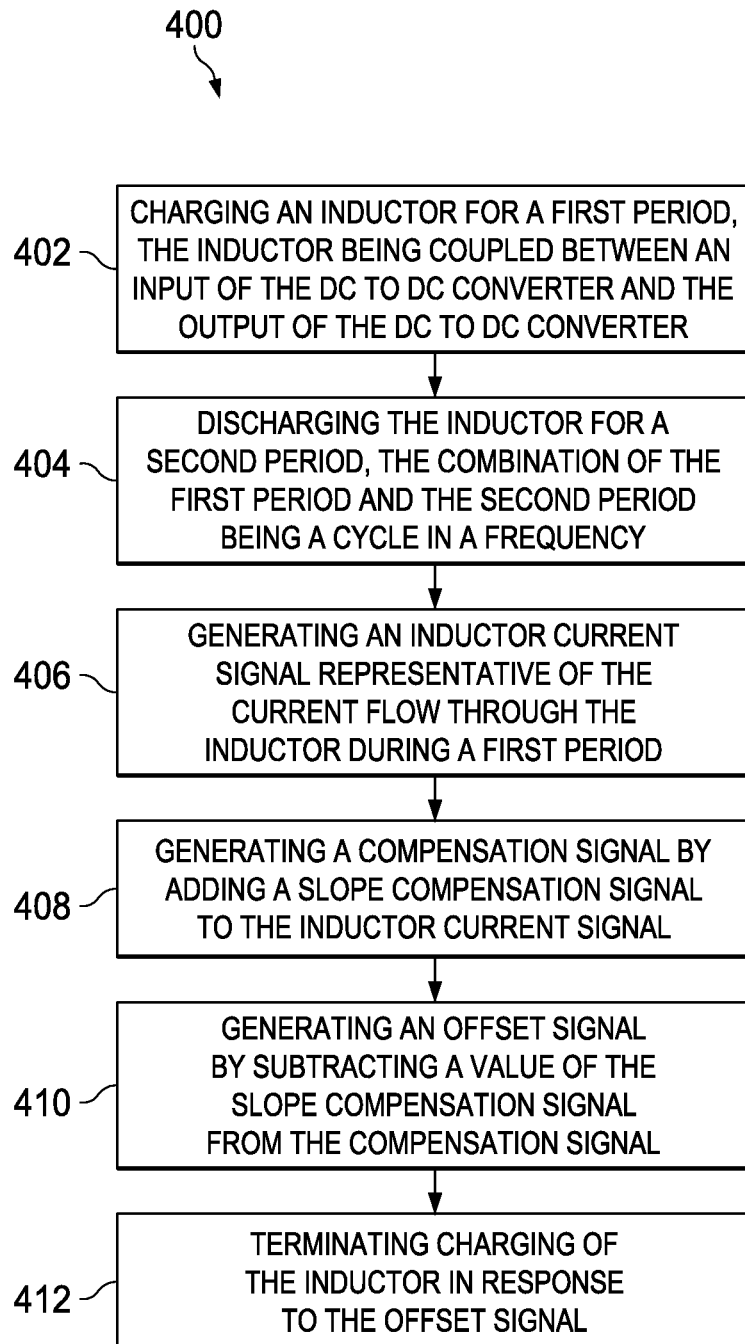 400
402
CHARGING AN INDUCTOR FOR A FIRST PERIOD,
THE INDUCTOR BEING COUPLED BETWEEN AN
INPUT OF THE DC TO DC CONVERTER AND THE
OUTPUT OF THE DC TO DC CONVERTER
404
DISCHARGING THE INDUCTOR FOR A
SECOND PERIOD, THE COMBINATION OF THE
FIRST PERIOD AND THE SECOND PERIOD
BEING A CYCLE IN A FREQUENCY
406
GENERATING AN INDUCTOR CURRENT
SIGNAL REPRESENTATIVE OF THE
CURRENT FLOW THROUGH THE
INDUCTOR DURING A FIRST PERIOD
408
GENERATING A COMPENSATION SIGNAL BY
ADDING A SLOPE COMPENSATION SIGNAL
TO THE INDUCTOR CURRENT SIGNAL
410
GENERATING AN OFFSET SIGNAL
BY SUBTRACTING A VALUE OF THE
SLOPE COMPENSATION SIGNAL
FROM THE COMPENSATION SIGNAL
412
TERMINATING CHARGING OF
THE INDUCTOR IN RESPONSE
TO THE OFFSET SIGNAL